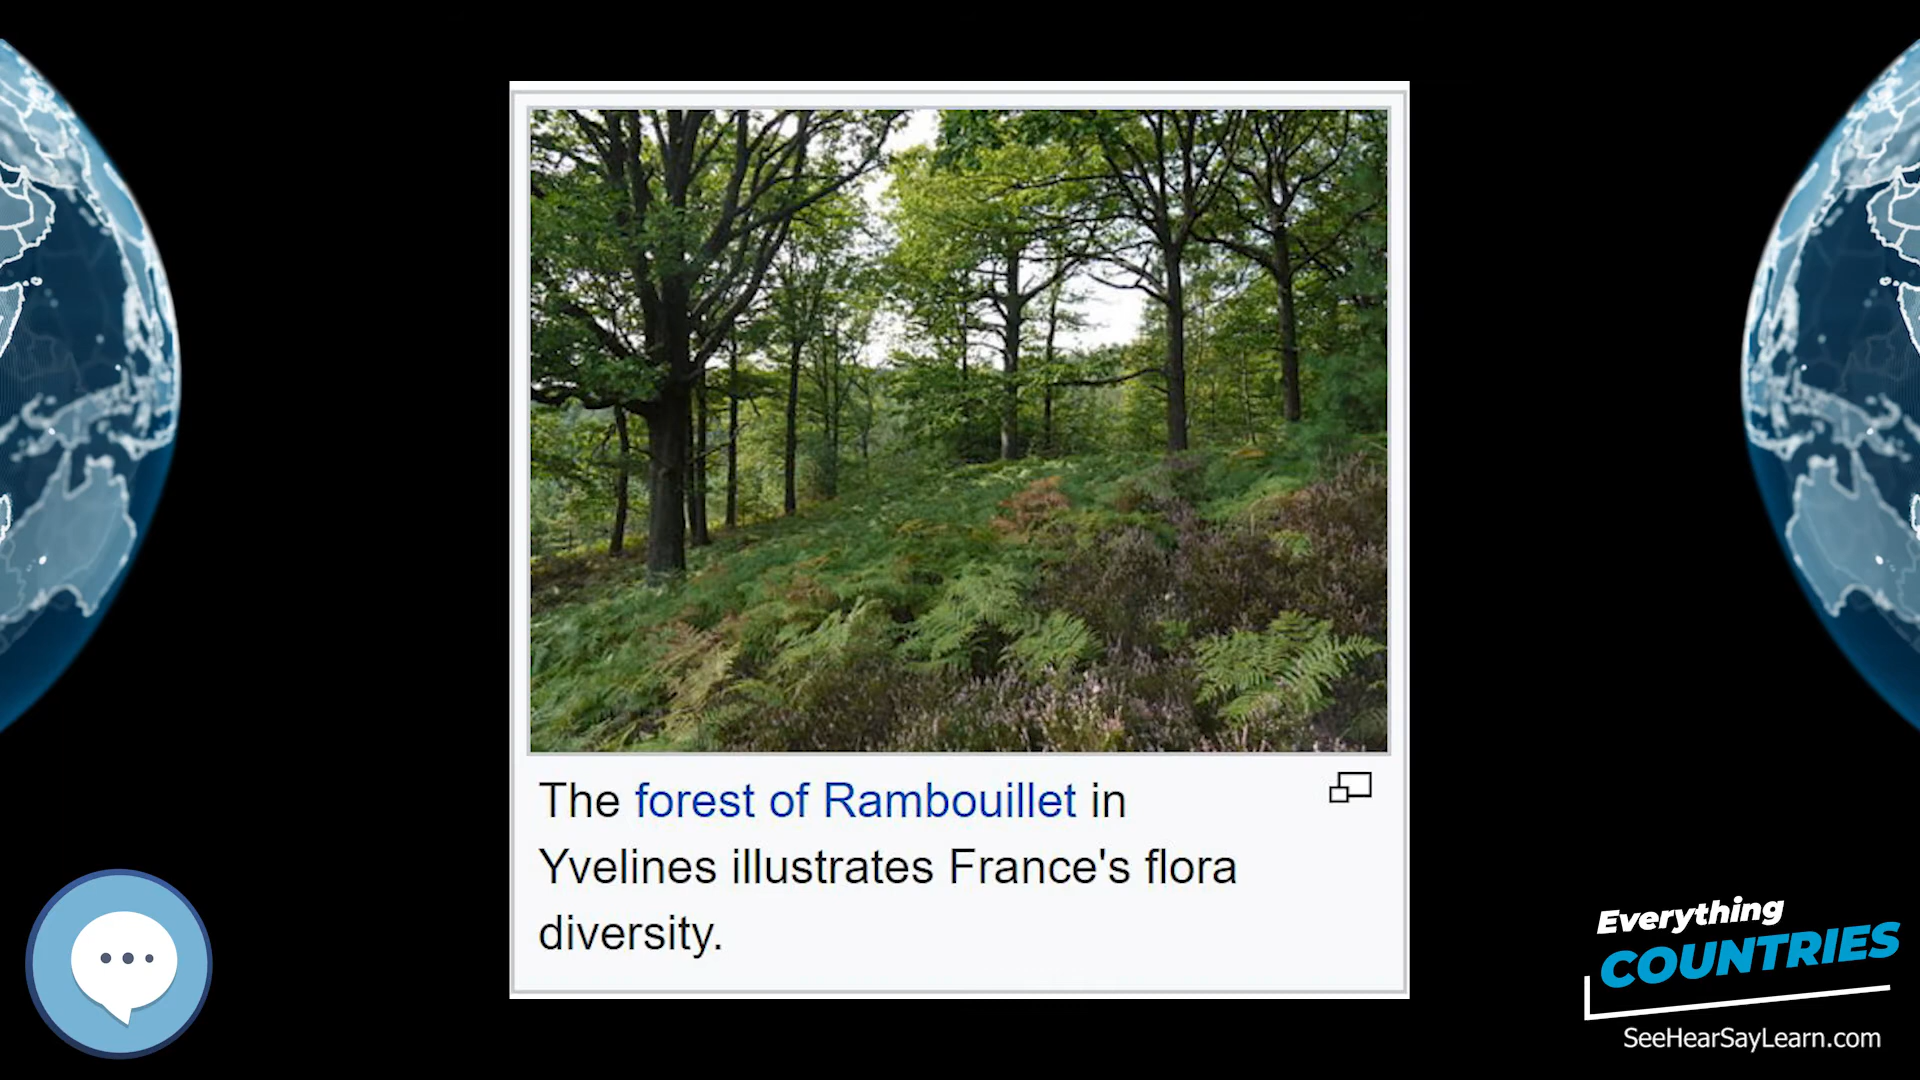 The forest of Rambouillet in
Yvelines illustrates France's flora
diversity.
Everything
COUNTRIES
SeeHearSayLearn.com